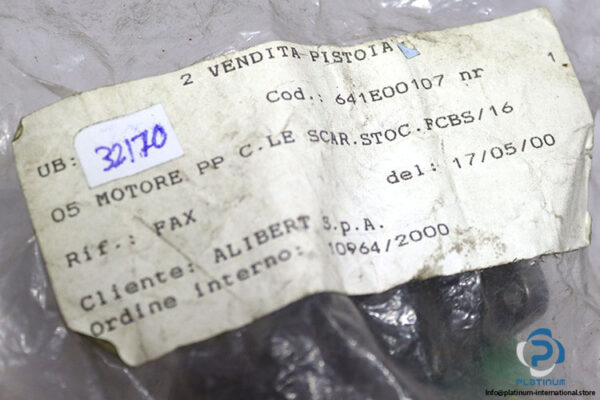 2 VENDITA PISTOIA
Cod.: 641E00107 nr 1
UB: 32170
05 MOTORE PP C.LE SCAR.STOC.FCBS/16
Rif.: FAX del: 17/05/00
Cliente: ALIBERT S.p.A.
Ordine interno: 10964/2000
PLATINUM
info@platinum-international.store